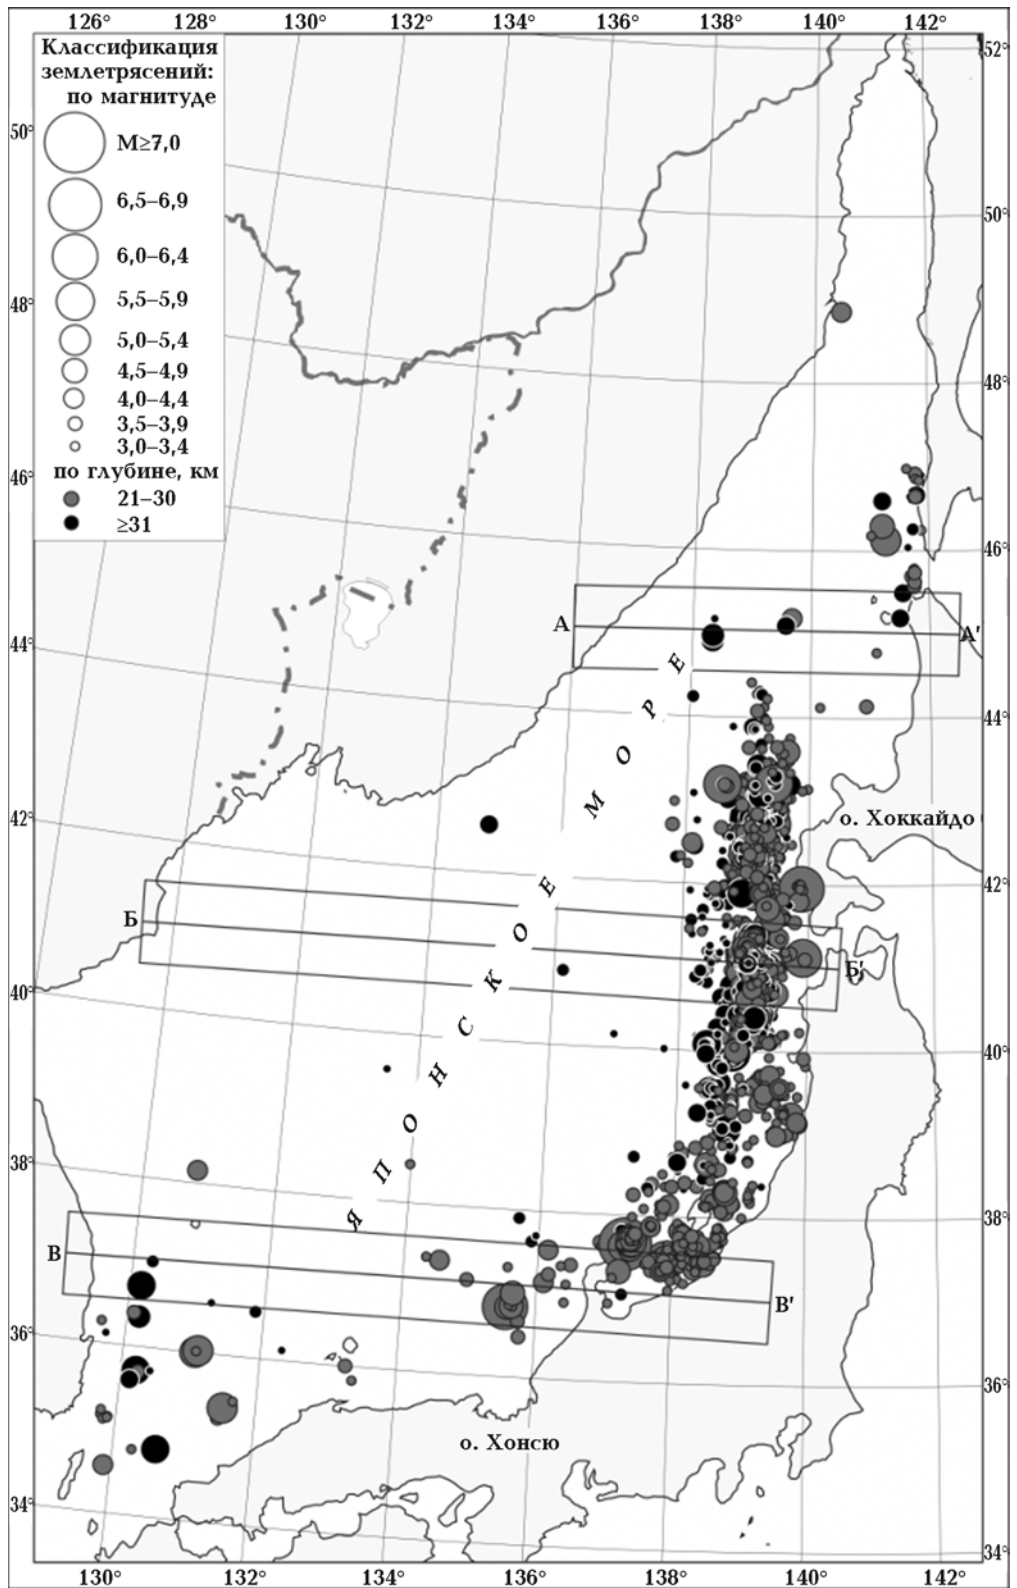 126° 128° 130° 132° 134° 136° 138° 140° 142°
Классификация
землетрясений:
по магнитуде
М≥7,0
6,5–6,9
6,0–6,4
5,5–5,9
5,0–5,4
4,5–4,9
4,0–4,4
3,5–3,9
3,0–3,4
по глубине, км
21–30
≥31
52°
50°
50°
48°
48°
46°
46°
А А'
44°
44°
42°
о. Хоккайдо
42°
Б Б'
40°
40°
38°
38°
ЯПОНСКОЕ МОРЕ
В В'
36°
36°
о. Хонсю
34°
34°
130° 132° 134° 136° 138° 140° 142°